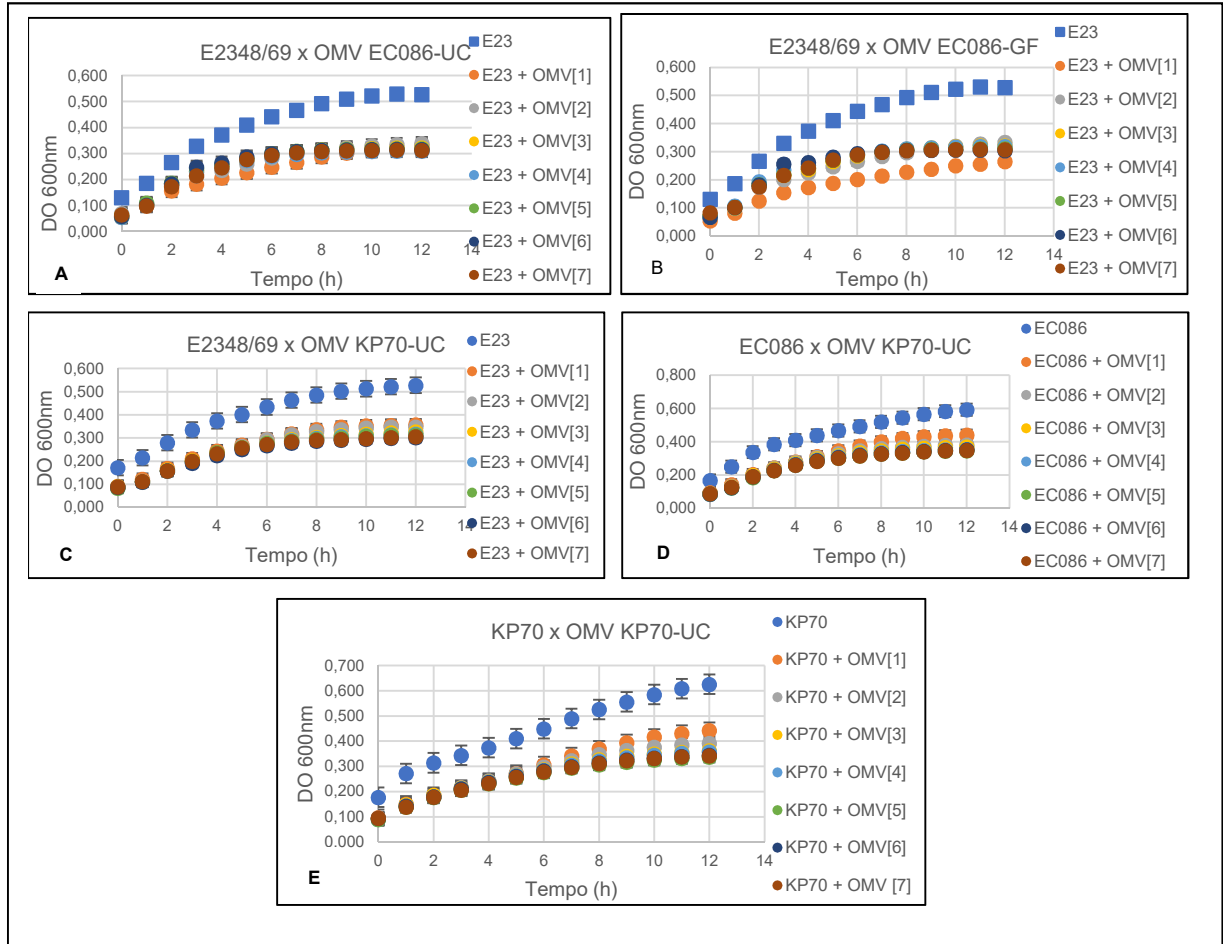 E2348/69 x OMV EC086-UC
DO 600nm
0,600
0,500
0,400
0,300
0,200
0,100
0,000
0 2 4 6 8 10 12 14
Tempo (h)
A
E23
E23 + OMV[1]
E23 + OMV[2]
E23 + OMV[3]
E23 + OMV[4]
E23 + OMV[5]
E23 + OMV[6]
E23 + OMV[7]
E2348/69 x OMV EC086-GF
DO 600nm
0,600
0,500
0,400
0,300
0,200
0,100
0,000
0 2 4 6 8 10 12 14
Tempo (h)
B
E23
E23 + OMV[1]
E23 + OMV[2]
E23 + OMV[3]
E23 + OMV[4]
E23 + OMV[5]
E23 + OMV[6]
E23 + OMV[7]
E2348/69 x OMV KP70-UC
DO 600nm
0,600
0,500
0,400
0,300
0,200
0,100
0,000
0 2 4 6 8 10 12 14
Tempo (h)
C
E23
E23 + OMV[1]
E23 + OMV[2]
E23 + OMV[3]
E23 + OMV[4]
E23 + OMV[5]
E23 + OMV[6]
E23 + OMV[7]
EC086 x OMV KP70-UC
DO 600nm
0,800
0,600
0,400
0,200
0,000
0 2 4 6 8 10 12 14
Tempo (h)
D
EC086
EC086 + OMV[1]
EC086 + OMV[2]
EC086 + OMV[3]
EC086 + OMV[4]
EC086 + OMV[5]
EC086 + OMV[6]
EC086 + OMV[7]
KP70 x OMV KP70-UC
DO 600nm
0,700
0,600
0,500
0,400
0,300
0,200
0,100
0.000
0 2 4 6 8 10 12 14
Tempo (h)
E
KP70
KP70 + OMV[1]
KP70 + OMV[2]
KP70 + OMV[3]
KP70 + OMV[4]
KP70 + OMV[5]
KP70 + OMV[6]
KP70 + OMV [7]